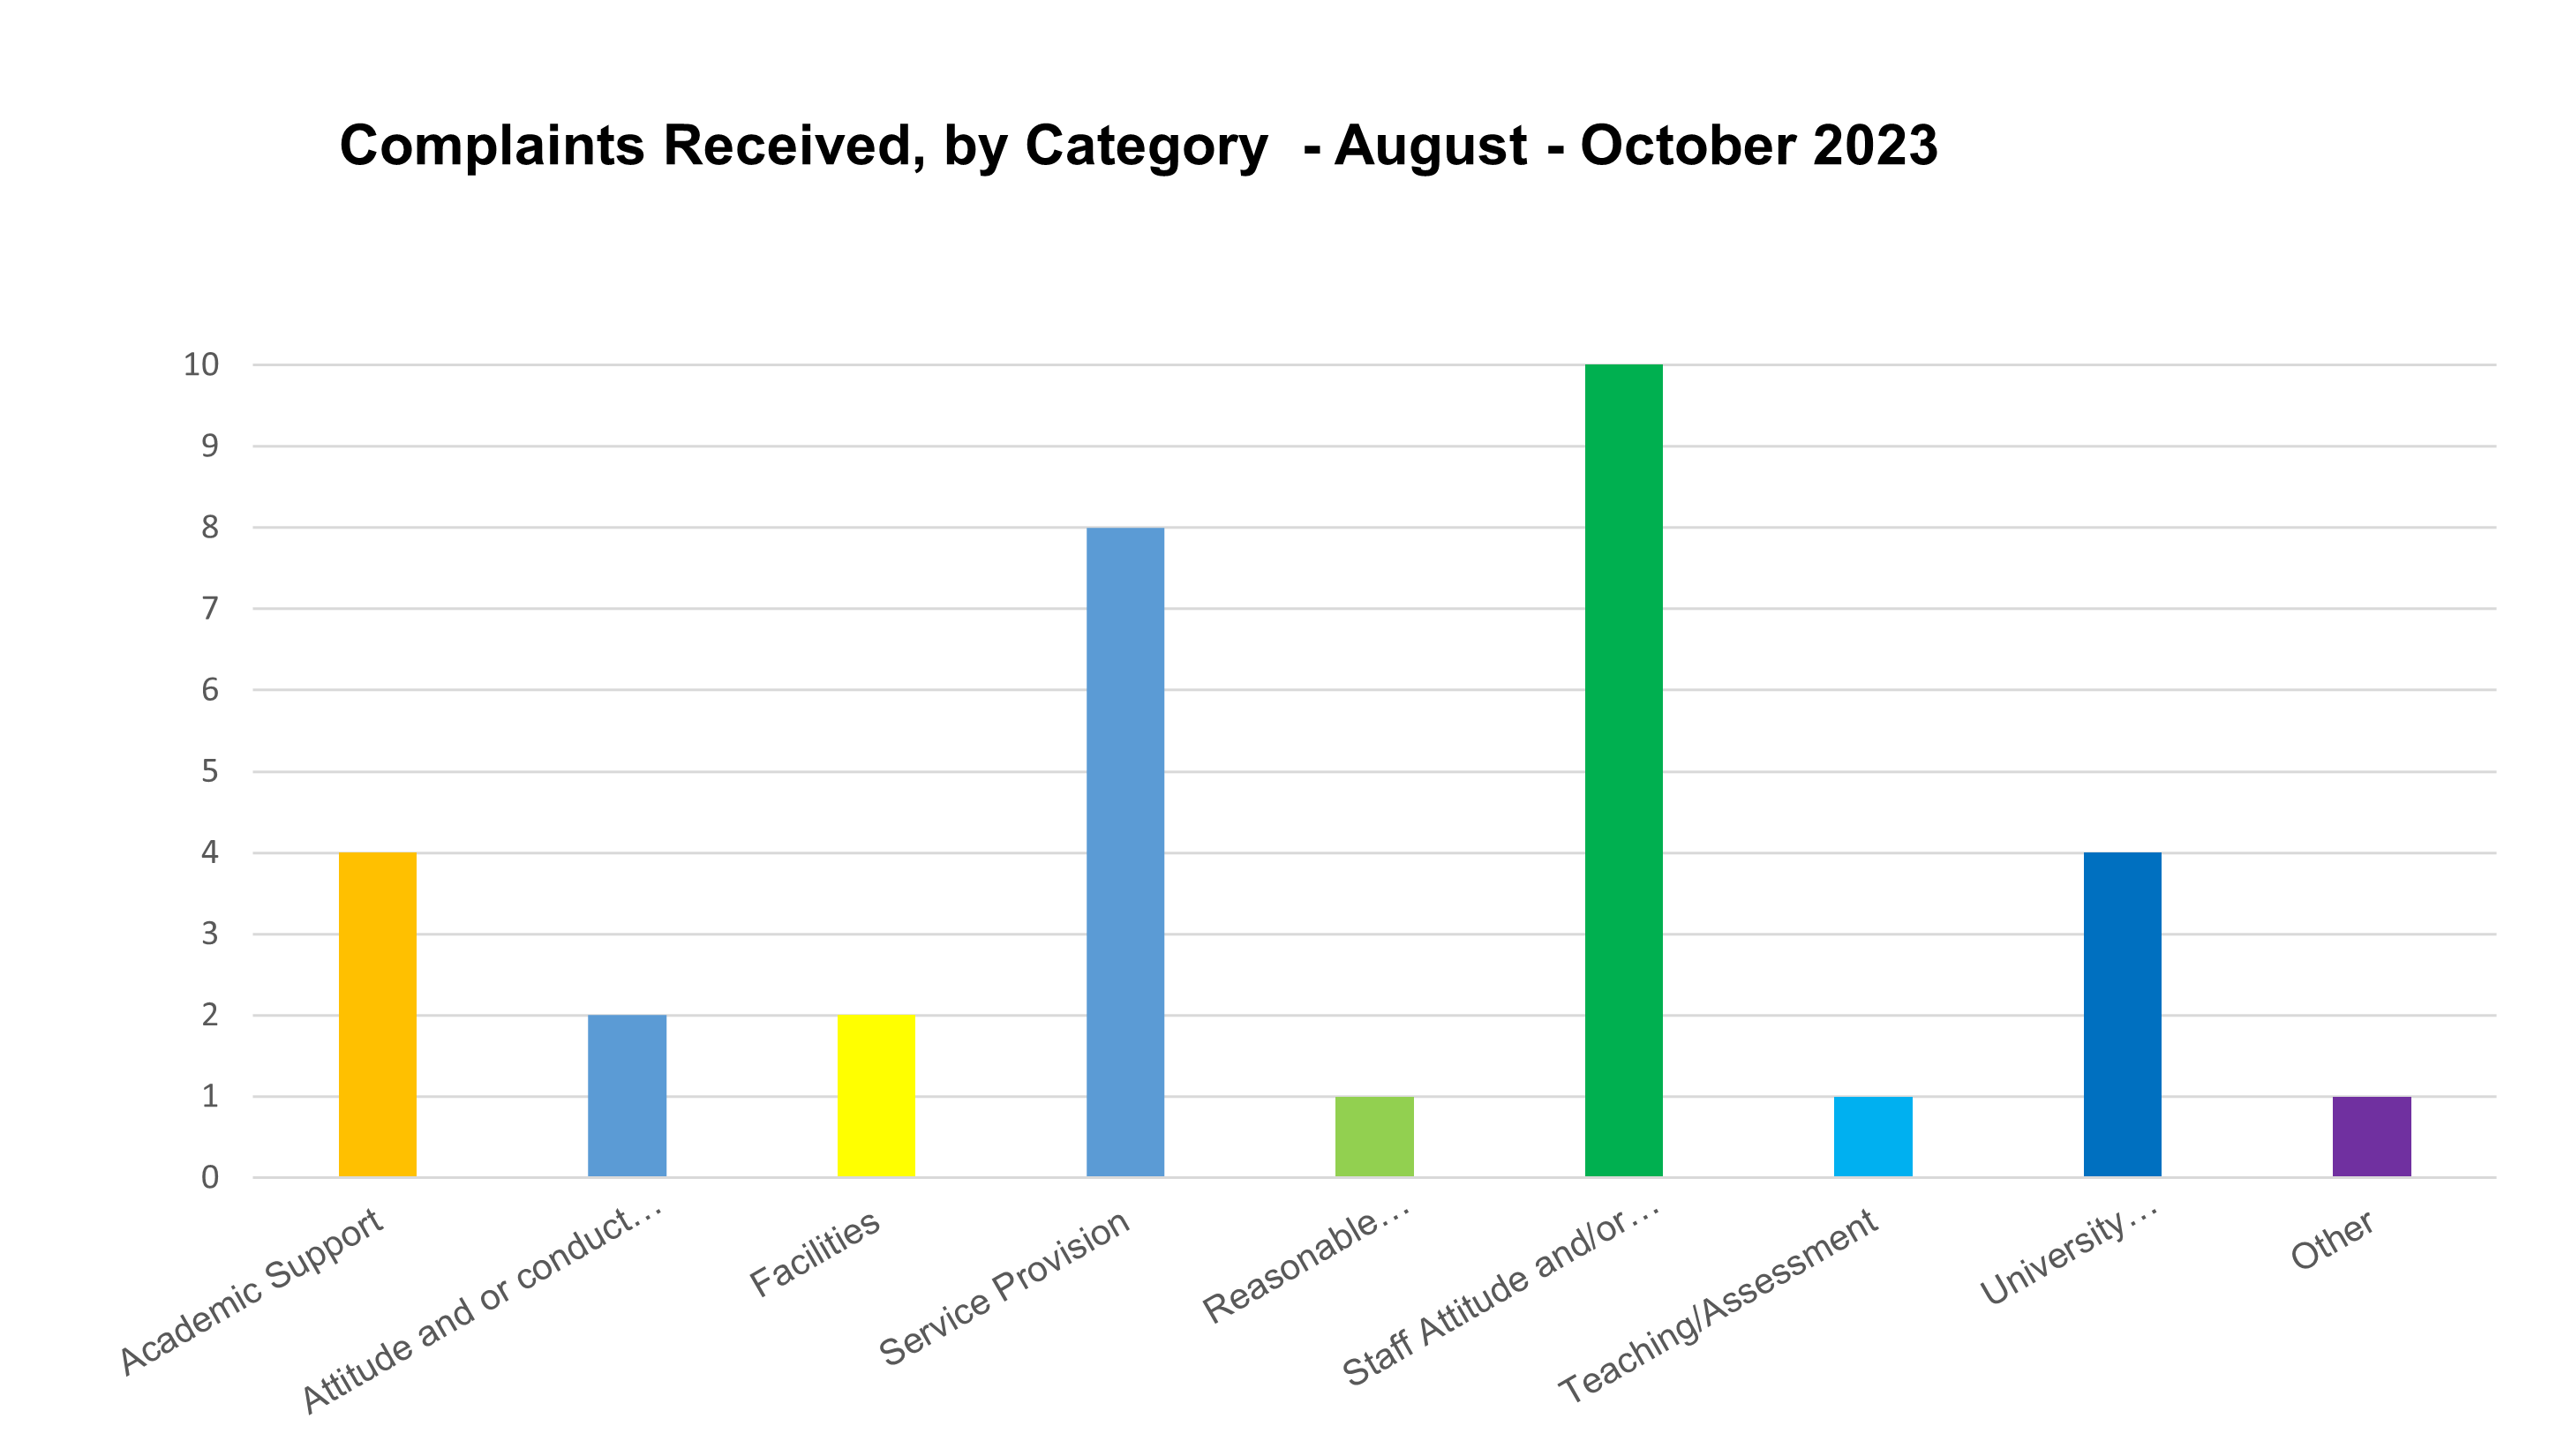 Complaints Received, by Category  - August - October 2023
10
9
8
7
6
5
4
3
2
1
0
Academic Support
Attitude and or conduct…
Facilities
Service Provision
Reasonable…
Staff Attitude and/or…
Teaching/Assessment
University…
Other